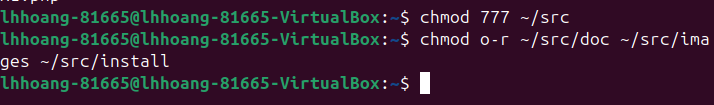 lhhoang-81665@lhhoang-81665-VirtualBox:~$ chmod 777 ~/src
lhhoang-81665@lhhoang-81665-VirtualBox:~$ chmod o-r ~/src/doc ~/src/ima
ges ~/src/install
lhhoang-81665@lhhoang-81665-VirtualBox:~$